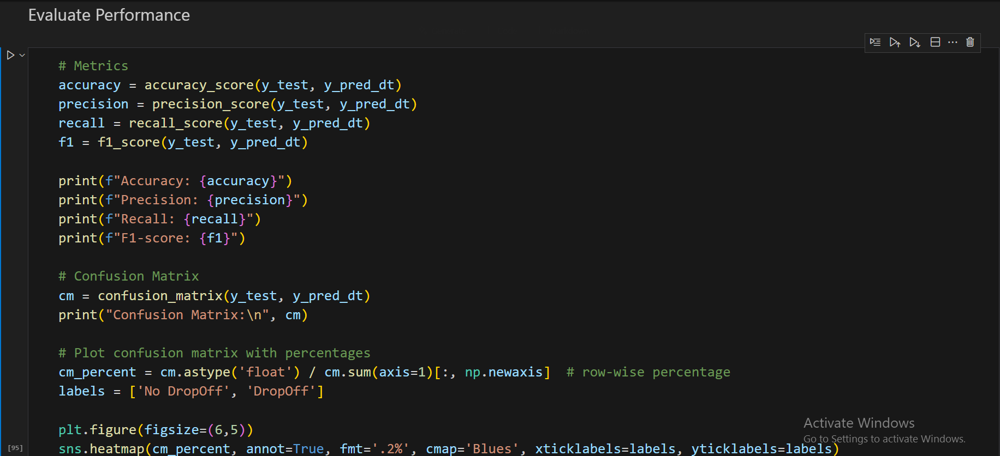 Evaluate Performance
# Metrics
accuracy = accuracy_score(y_test, y_pred_dt)
precision = precision_score(y_test, y_pred_dt)
recall = recall_score(y_test, y_pred_dt)
f1 = f1_score(y_test, y_pred_dt)
print(f"Accuracy: {accuracy}")
print(f"Precision: {precision}")
print(f"Recall: {recall}")
print(f"F1-score: {f1}")
# Confusion Matrix
cm = confusion_matrix(y_test, y_pred_dt)
print("Confusion Matrix:\n", cm)
# Plot confusion matrix with percentages
cm_percent = cm.astype('float') / cm.sum(axis=1)[:, np.newaxis]  # row-wise percentage
labels = ['No DropOff', 'DropOff']
plt.figure(figsize=(6,5))
[95]
sns.heatmap(cm_percent, annot=True, fmt='.2%', cmap='Blues', xticklabels=labels, yticklabels=labels)
Activate Windows
Go to Settings to activate Windows.